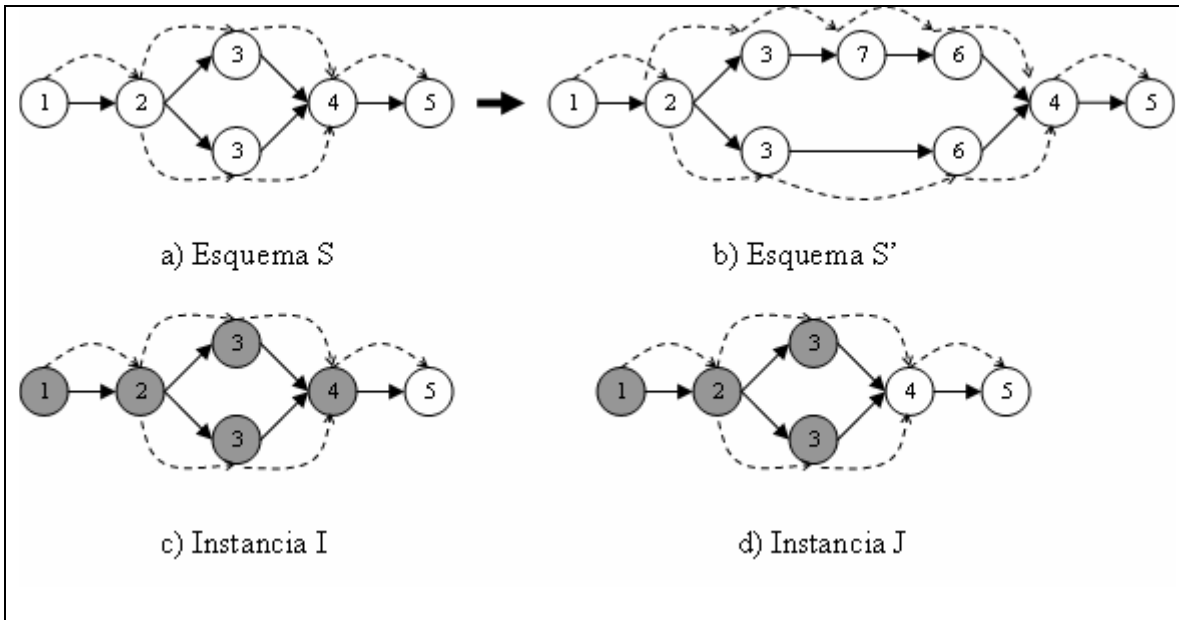 3 3 7 6
1 2 4 5 1 2 4 5
3 3 6
a) Esquema S b) Esquema S’
3 3
1 2 4 5 1 2 4 5
3 3
c) Instancia I d) Instancia J